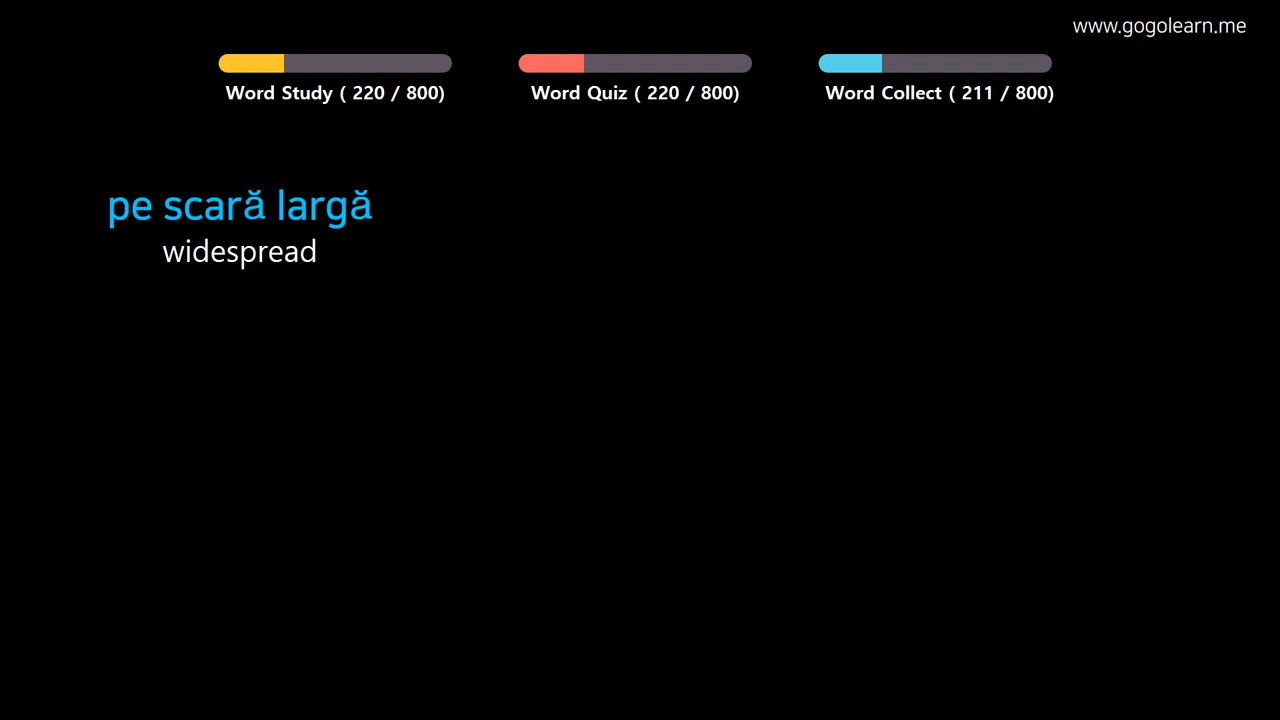 www.gogolearn.me
Word Study ( 220 / 800)
Word Quiz ( 220 / 800)
Word Collect ( 211 / 800)
pe scară largă
widespread